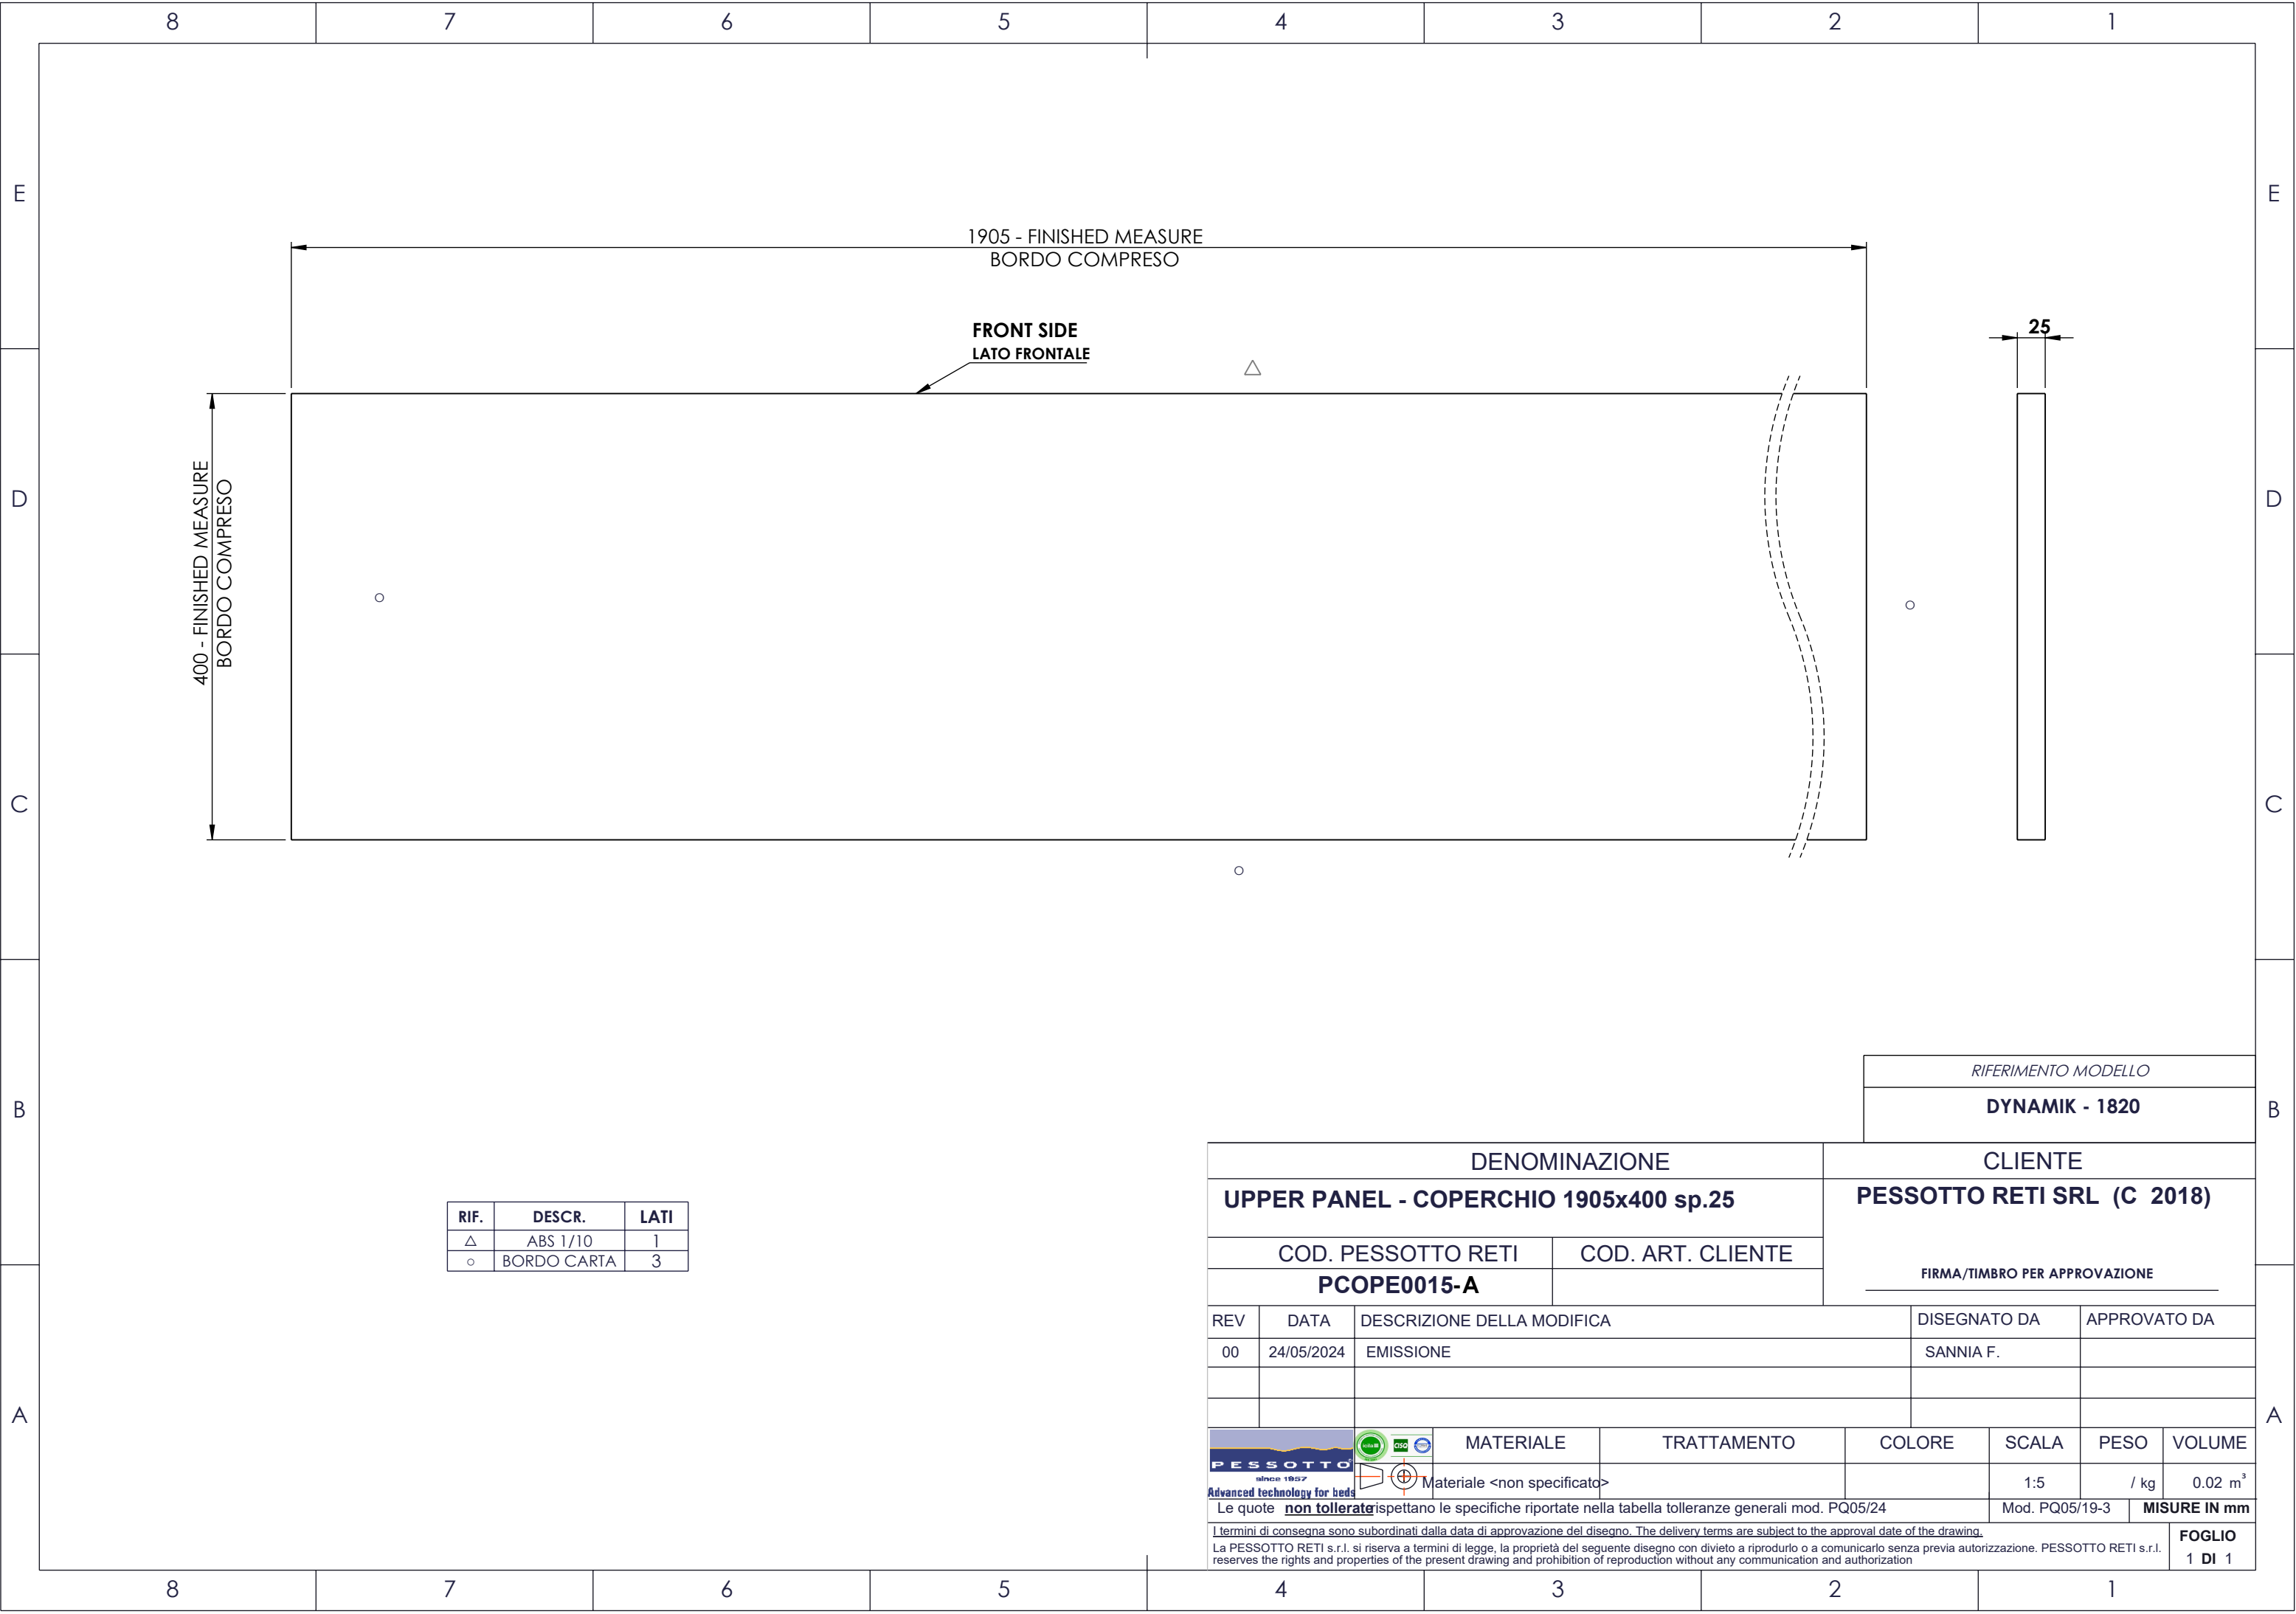 8 7 6 5 4 3 2 1
E E
1905 - FINISHED MEASURE
BORDO COMPRESO
FRONT SIDE
LATO FRONTALE
25
D D
400 - FINISHED MEASURE
BORDO COMPRESO
C C
RIFERIMENTO MODELLO
DYNAMIK - 1820
B B
DENOMINAZIONE CLIENTE
UPPER PANEL - COPERCHIO 1905x400 sp.25 PESSOTTO RETI SRL (C 2018)
RIF. DESCR. LATI
△ ABS 1/10 1
○ BORDO CARTA 3
COD. PESSOTTO RETI COD. ART. CLIENTE
PCOPE0015-A
FIRMA/TIMBRO PER APPROVAZIONE
REV DATA DESCRIZIONE DELLA MODIFICA DISEGNATO DA APPROVATO DA
00 24/05/2024 EMISSIONE SANNIA F.
A A
PESSOTTO
since 1957
Advanced technology for beds
CISQ
MATERIALE TRATTAMENTO COLORE SCALA PESO VOLUME
Materiale <non specificato> 1:5 / kg 0.02 m³
Le quote non tollerate rispettano le specifiche riportate nella tabella tolleranze generali mod. PQ05/24 Mod. PQ05/19-3 MISURE IN mm
I termini di consegna sono subordinati dalla data di approvazione del disegno. The delivery terms are subject to the approval date of the drawing.
La PESSOTTO RETI s.r.l. si riserva a termini di legge, la proprietà del seguente disegno con divieto a riprodurlo o a comunicarlo senza previa autorizzazione. PESSOTTO RETI s.r.l.
reserves the rights and properties of the present drawing and prohibition of reproduction without any communication and authorization
FOGLIO
1 DI 1
8 7 6 5 4 3 2 1